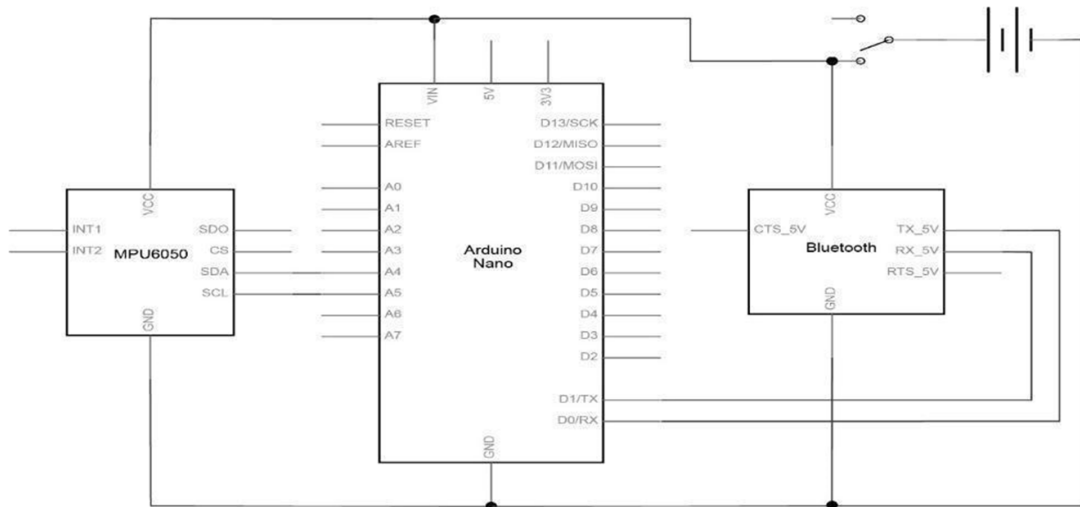 VIN
5V
3V3
RESET
AREF
A0
A1
A2
A3
A4
A5
A6
A7
Arduino
Nano
D13/SCK
D12/MISO
D11/MOSI
D10
D9
D8
D7
D6
D5
D4
D3
D2
D1/TX
D0/RX
GND
VCC
INT1
INT2
MPU6050
SDO
CS
SDA
SCL
GND
VCC
CTS_5V
Bluetooth
TX_5V
RX_5V
RTS_5V
GND